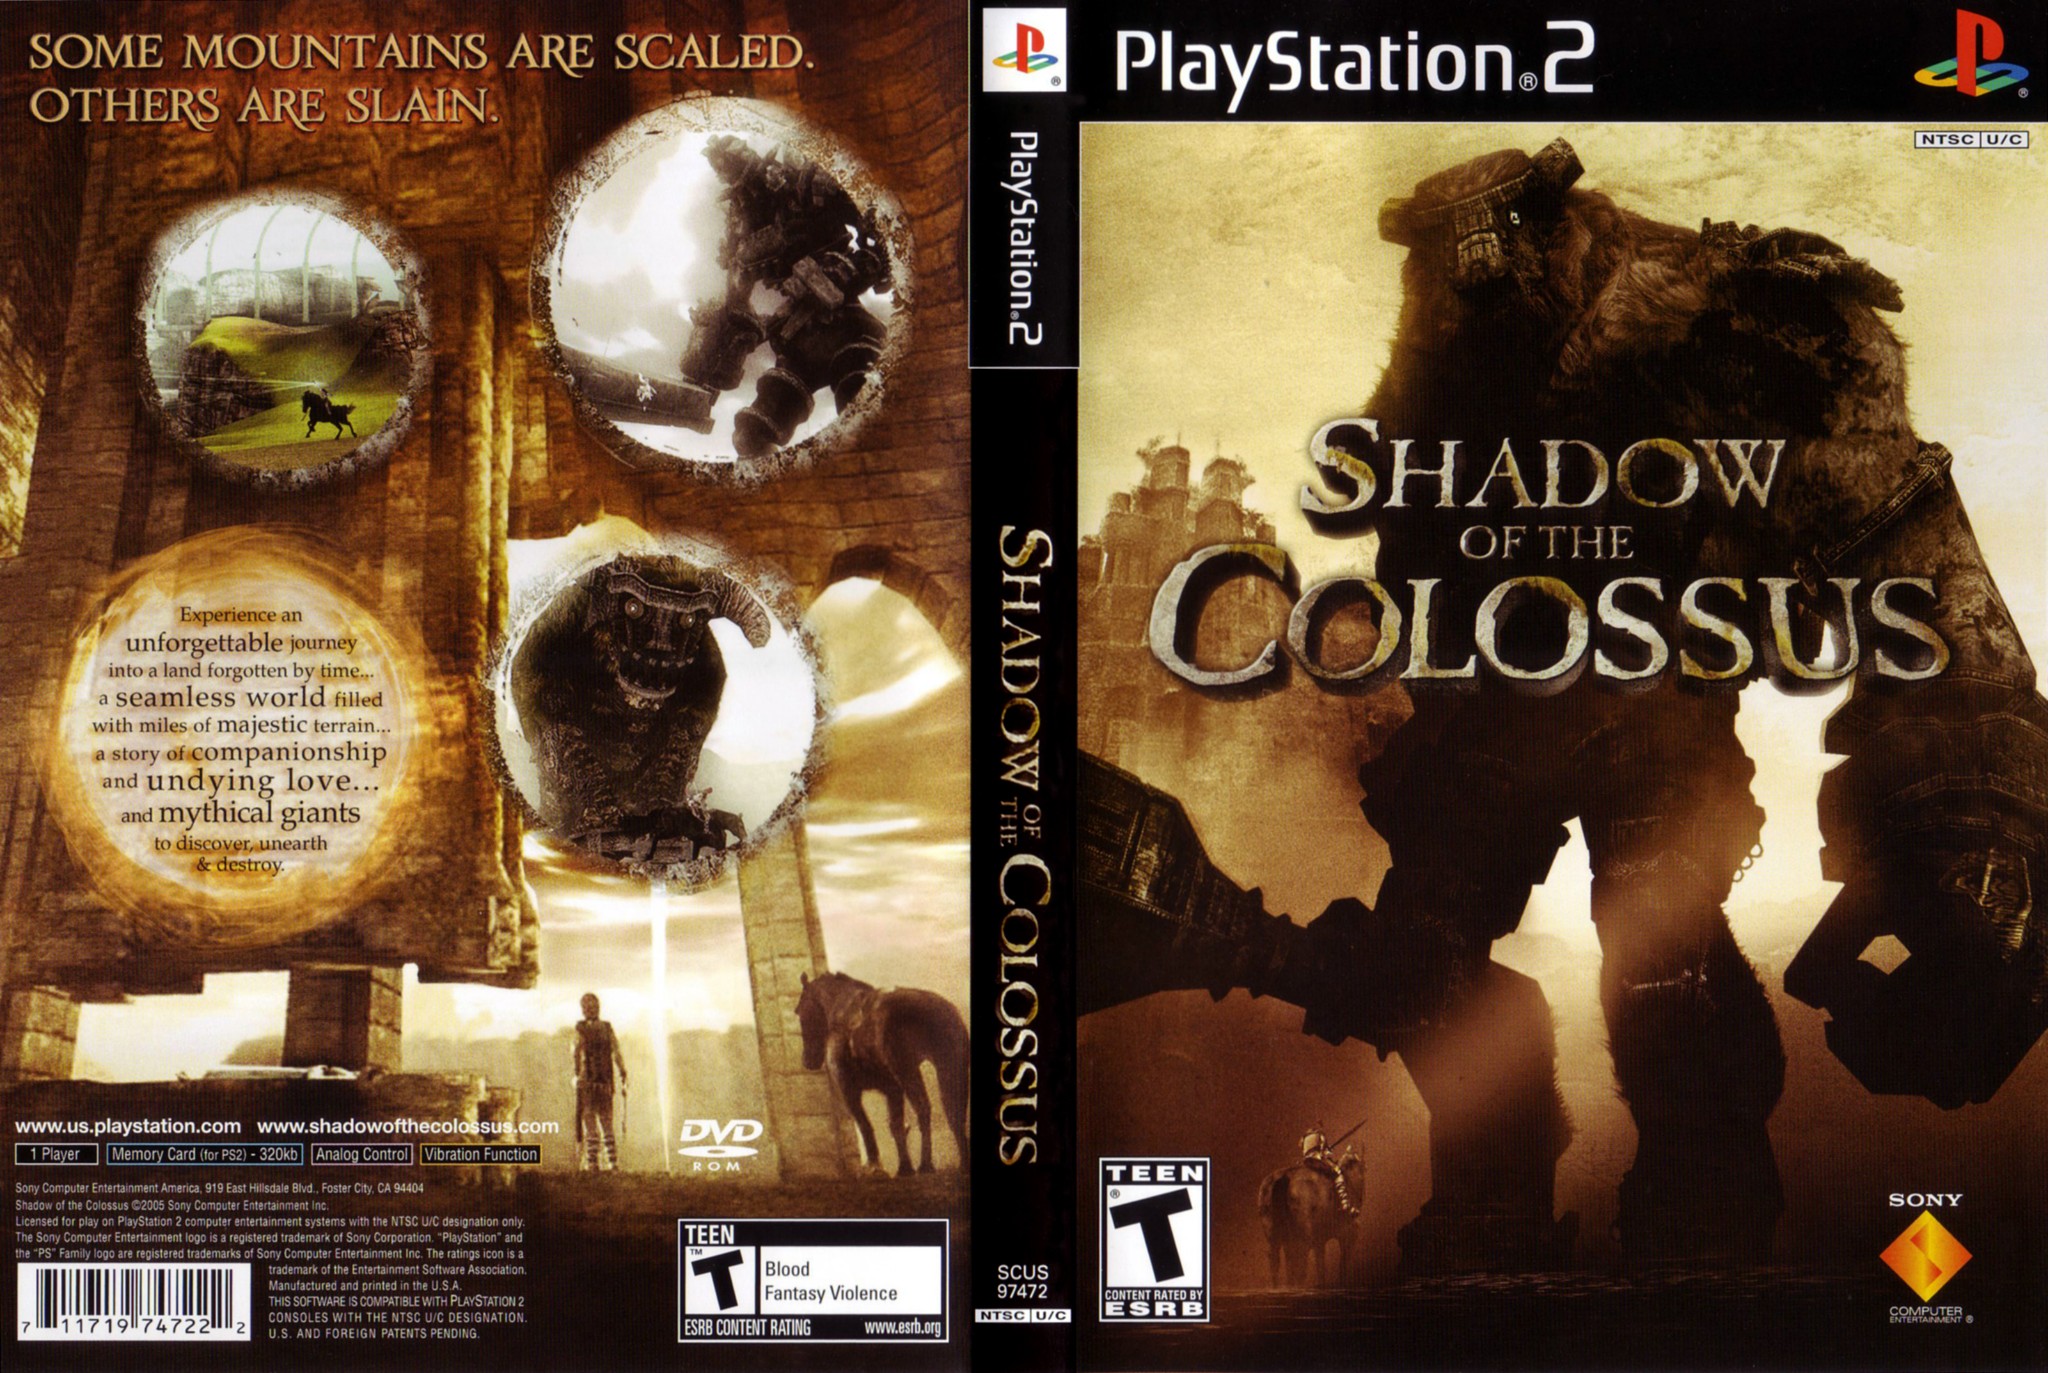 SOME MOUNTAINS ARE SCALED.
OTHERS ARE SLAIN.
Experience an
unforgettable journey
into a land forgotten by time...
a seamless world filled
with miles of majestic terrain...
a story of companionship
and undying love...
and mythical giants
to discover, unearth
& destroy.
www.us.playstation.com www.shadowofthecolossus.com
1 Player Memory Card (for PS2) - 320kb Analog Control Vibration Function
DVD
ROM
Sony Computer Entertainment America, 919 East Hillsdale Blvd., Foster City, CA 94404
Shadow of the Colossus ©2005 Sony Computer Entertainment Inc.
Licensed for play on PlayStation 2 computer entertainment systems with the NTSC U/C designation only.
The Sony Computer Entertainment logo is a registered trademark of Sony Corporation. "PlayStation" and
the "PS" Family logo are registered trademarks of Sony Computer Entertainment Inc. The ratings icon is a
trademark of the Entertainment Software Association.
Manufactured and printed in the U.S.A.
THIS SOFTWARE IS COMPATIBLE WITH PLAYSTATION 2
CONSOLES WITH THE NTSC U/C DESIGNATION.
U.S. AND FOREIGN PATENTS PENDING.
7 11719 74722 2
TEEN
T™
Blood
Fantasy Violence
ESRB CONTENT RATING www.esrb.org
PlayStation®2
SHADOW OF THE COLOSSUS
SCUS
97472
NTSC U/C
PlayStation®2
NTSC U/C
SHADOW
OF THE
COLOSSUS
TEEN
T®
CONTENT RATED BY
ESRB
SONY
COMPUTER
ENTERTAINMENT®